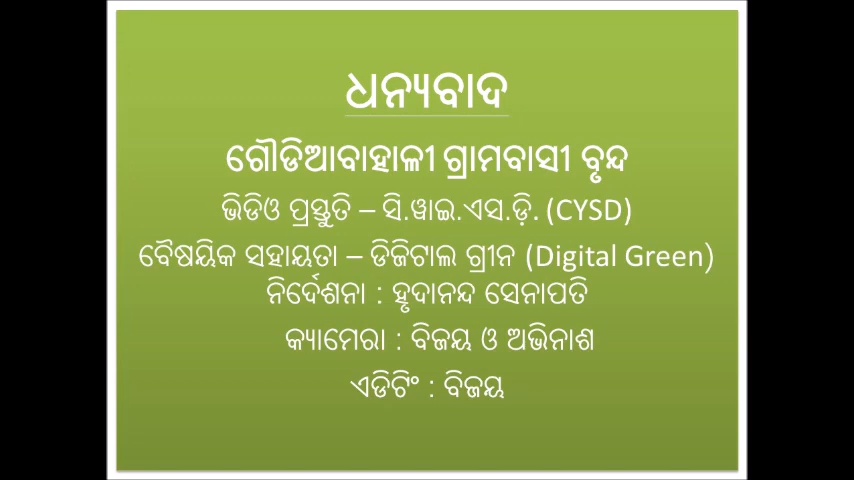 ଧନ୍ୟବାଦ
ଗୌଡିଆବାହାଳୀ ଗ୍ରାମବାସୀ ବୃନ୍ଦ
ଭିଡିଓ ପ୍ରସ୍ତୁତି – ସି.ୱାଇ.ଏସ.ଡ଼ି. (CYSD)
ବୈଷୟିକ ସହାୟତା – ଡିଜିଟାଲ ଗ୍ରୀନ (Digital Green)
ନିର୍ଦେଶନା : ହୃଦାନନ୍ଦ ସେନାପତି
କ୍ୟାମେରା : ବିଜୟ ଓ ଅଭିନାଶ
ଏଡିଟିଂ : ବିଜୟ